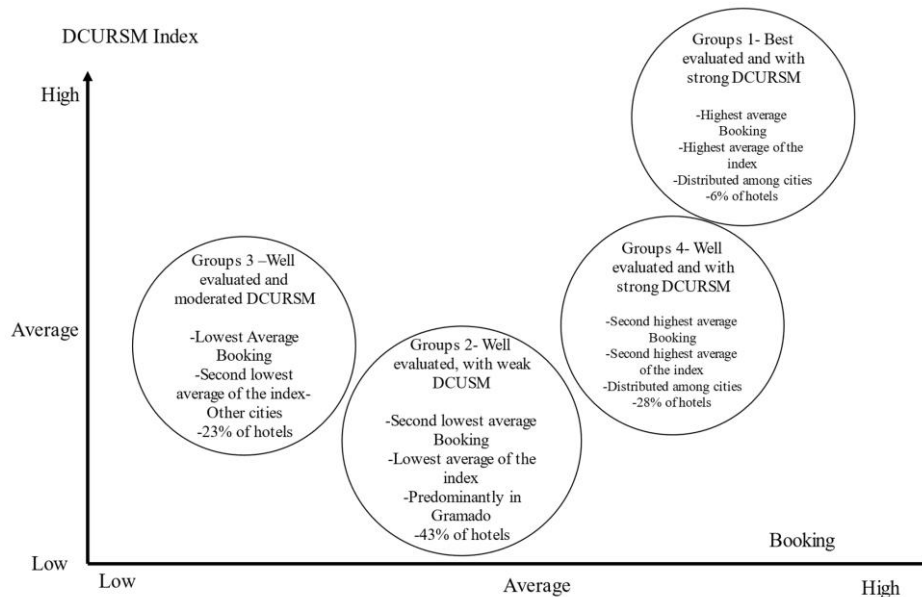 DCURSM Index
High
Average
Low
Groups 1- Best
evaluated and with
strong DCURSM
-Highest average
Booking
-Highest average of the
index
-Distributed among cities
-6% of hotels
Groups 3 –Well
evaluated and
moderated DCURSM
-Lowest Average
Booking
-Second lowest
average of the index-
Other cities
-23% of hotels
Groups 2- Well
evaluated, with weak
DCUSM
-Second lowest average
Booking
-Lowest average of the
index
-Predominantly in
Gramado
-43% of hotels
Groups 4- Well
evaluated and with
strong DCURSM
-Second highest average
Booking
-Second highest average
of the index
-Distributed among cities
-28% of hotels
Booking
Low
Average
High